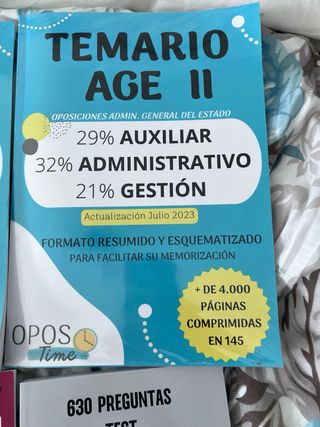 TEMARIO
AGE II
OPOSICIONES ADMIN. GENERAL DEL ESTADO
29% AUXILIAR
32% ADMINISTRATIVO
21% GESTIÓN
Actualización Julio 2023
FORMATO RESUMIDO Y ESQUEMATIZADO
PARA FACILITAR SU MEMORIZACIÓN
+ DE 4.000
PÁGINAS
COMPRIMIDAS
EN 145
OPOS
Time
630 PREGUNTAS
TEST